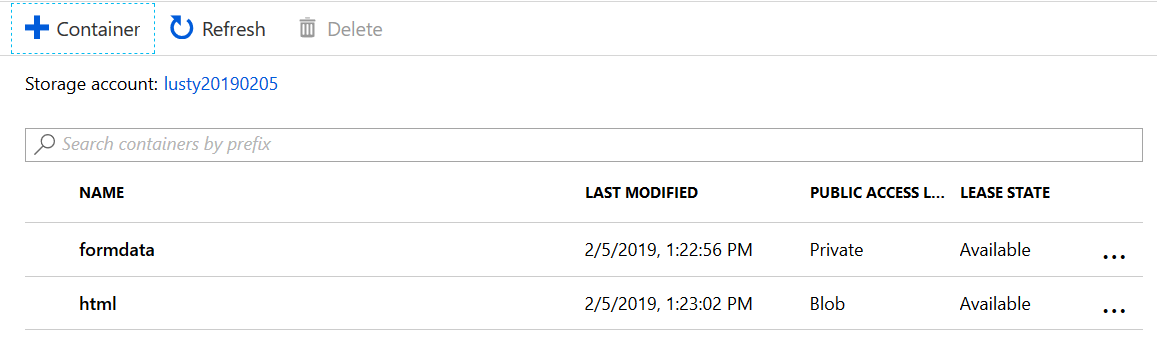 Container Refresh Delete
Storage account: lusty20190205
Search containers by prefix
NAME LAST MODIFIED PUBLIC ACCESS L... LEASE STATE
formdata 2/5/2019, 1:22:56 PM Private Available ...
html 2/5/2019, 1:23:02 PM Blob Available ...